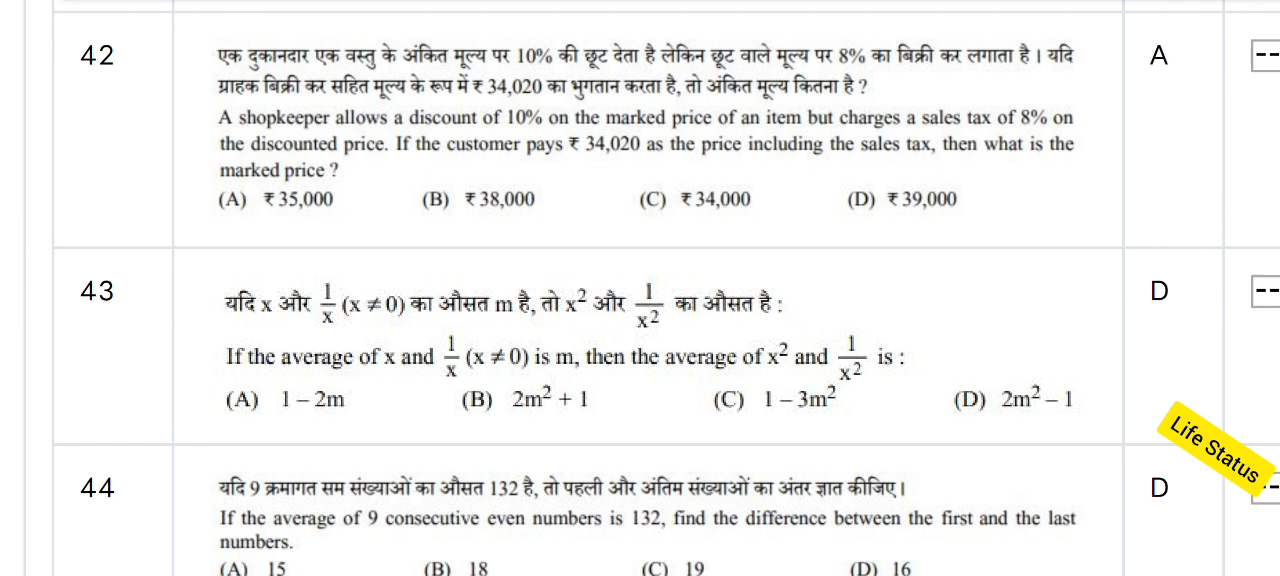 42
एक दुकानदार एक वस्तु के अंकित मूल्य पर 10% की छूट देता है लेकिन छूट वाले मूल्य पर 8% का बिक्री कर लगाता है । यदि
ग्राहक बिक्री कर सहित मूल्य के रूप में ₹ 34,020 का भुगतान करता है, तो अंकित मूल्य कितना है ?
A shopkeeper allows a discount of 10% on the marked price of an item but charges a sales tax of 8% on
the discounted price. If the customer pays ₹ 34,020 as the price including the sales tax, then what is the
marked price ?
(A) ₹ 35,000 (B) ₹ 38,000 (C) ₹ 34,000 (D) ₹ 39,000
A
--
43
यदि x और 1/x (x ≠ 0) का औसत m है, तो x² और 1/x² का औसत है :
If the average of x and 1/x (x ≠ 0) is m, then the average of x² and 1/x² is :
(A) 1 – 2m (B) 2m² + 1 (C) 1 – 3m² (D) 2m² – 1
D
--
44
यदि 9 क्रमागत सम संख्याओं का औसत 132 है, तो पहली और अंतिम संख्याओं का अंतर ज्ञात कीजिए ।
If the average of 9 consecutive even numbers is 132, find the difference between the first and the last
numbers.
(A) 15 (B) 18 (C) 19 (D) 16
D
Life Status